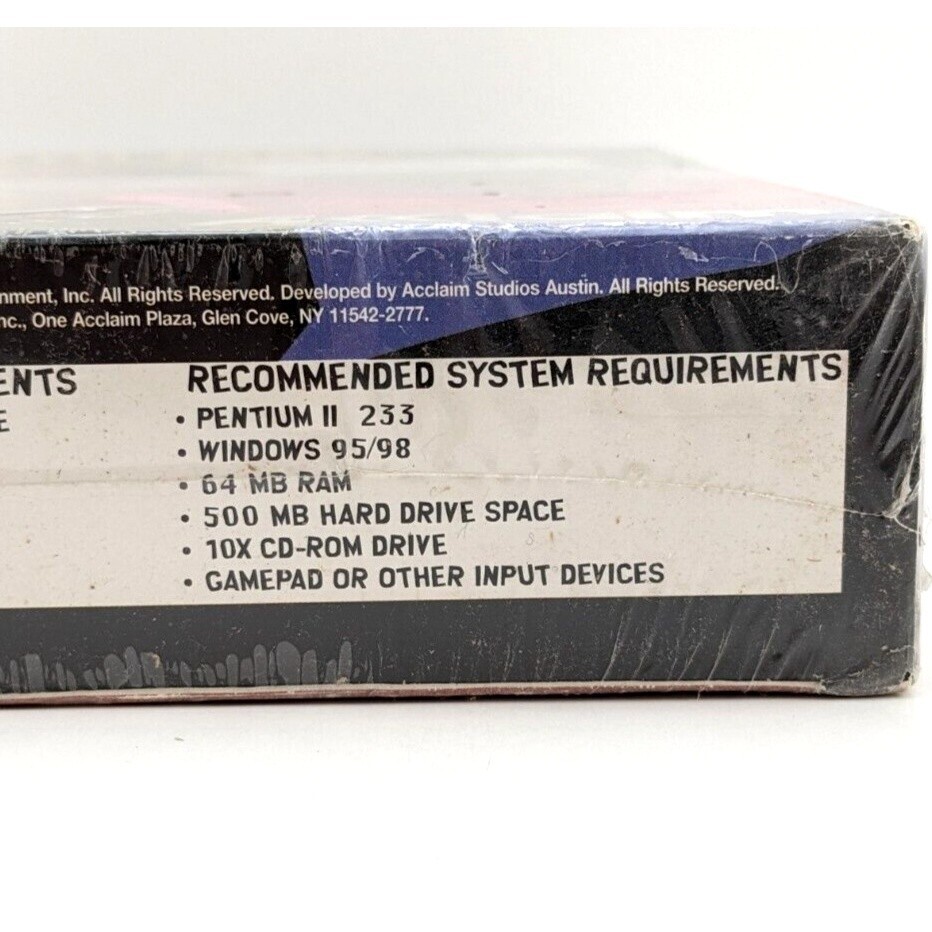 nment, Inc. All Rights Reserved. Developed by Acclaim Studios Austin. All Rights Reserved.
nc., One Acclaim Plaza, Glen Cove, NY 11542-2777.
ENTS
E
RECOMMENDED SYSTEM REQUIREMENTS
• PENTIUM II 233
• WINDOWS 95/98
• 64 MB RAM
• 500 MB HARD DRIVE SPACE
• 10X CD-ROM DRIVE
• GAMEPAD OR OTHER INPUT DEVICES